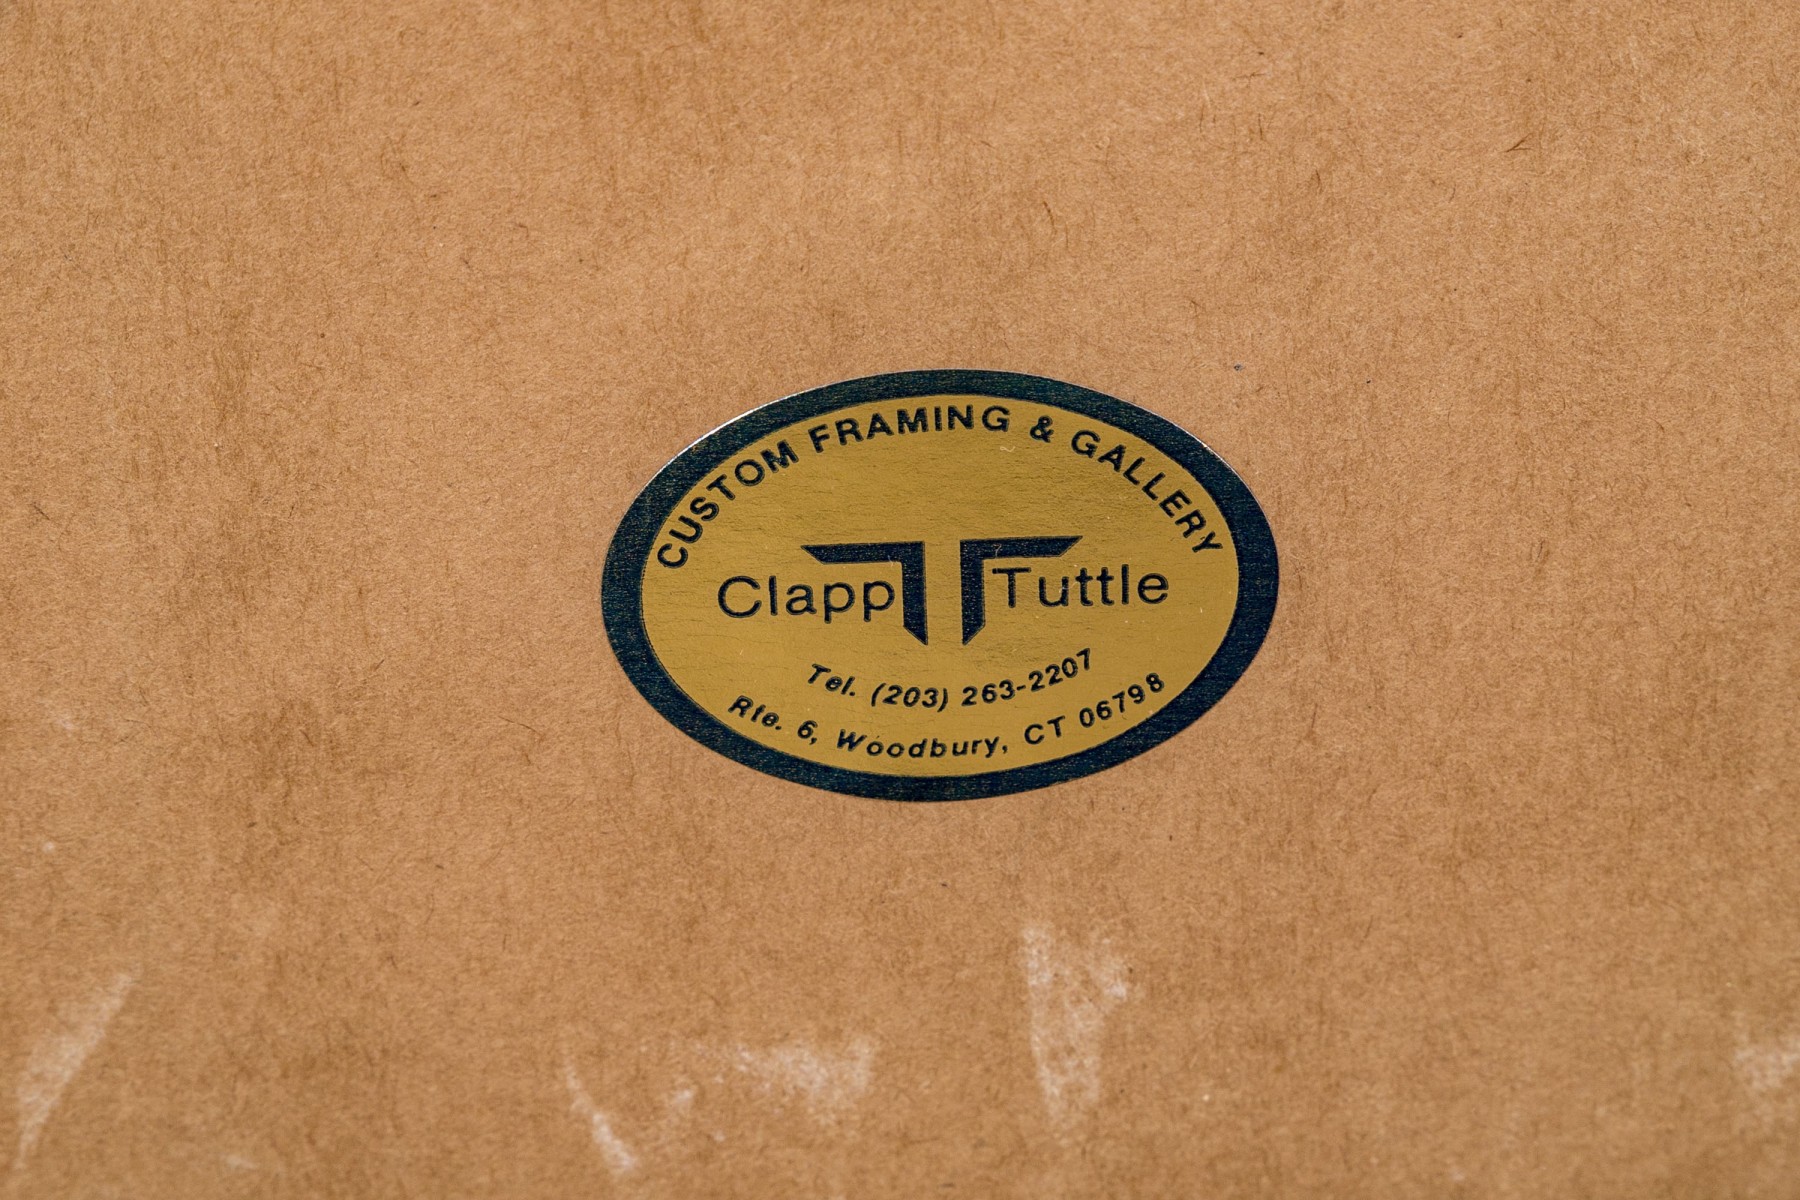 CUSTOM FRAMING & GALLERY
Clapp Tuttle
Tel. (203) 263-2207
Rte. 6, Woodbury, CT 06798